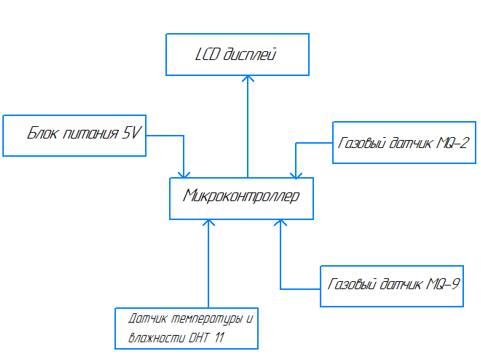 LCD дисплей
Блок питания 5V
Газовый датчик MQ-2
Микроконтроллер
Газовый датчик MQ-9
Датчик температуры и
влажности DHT 11